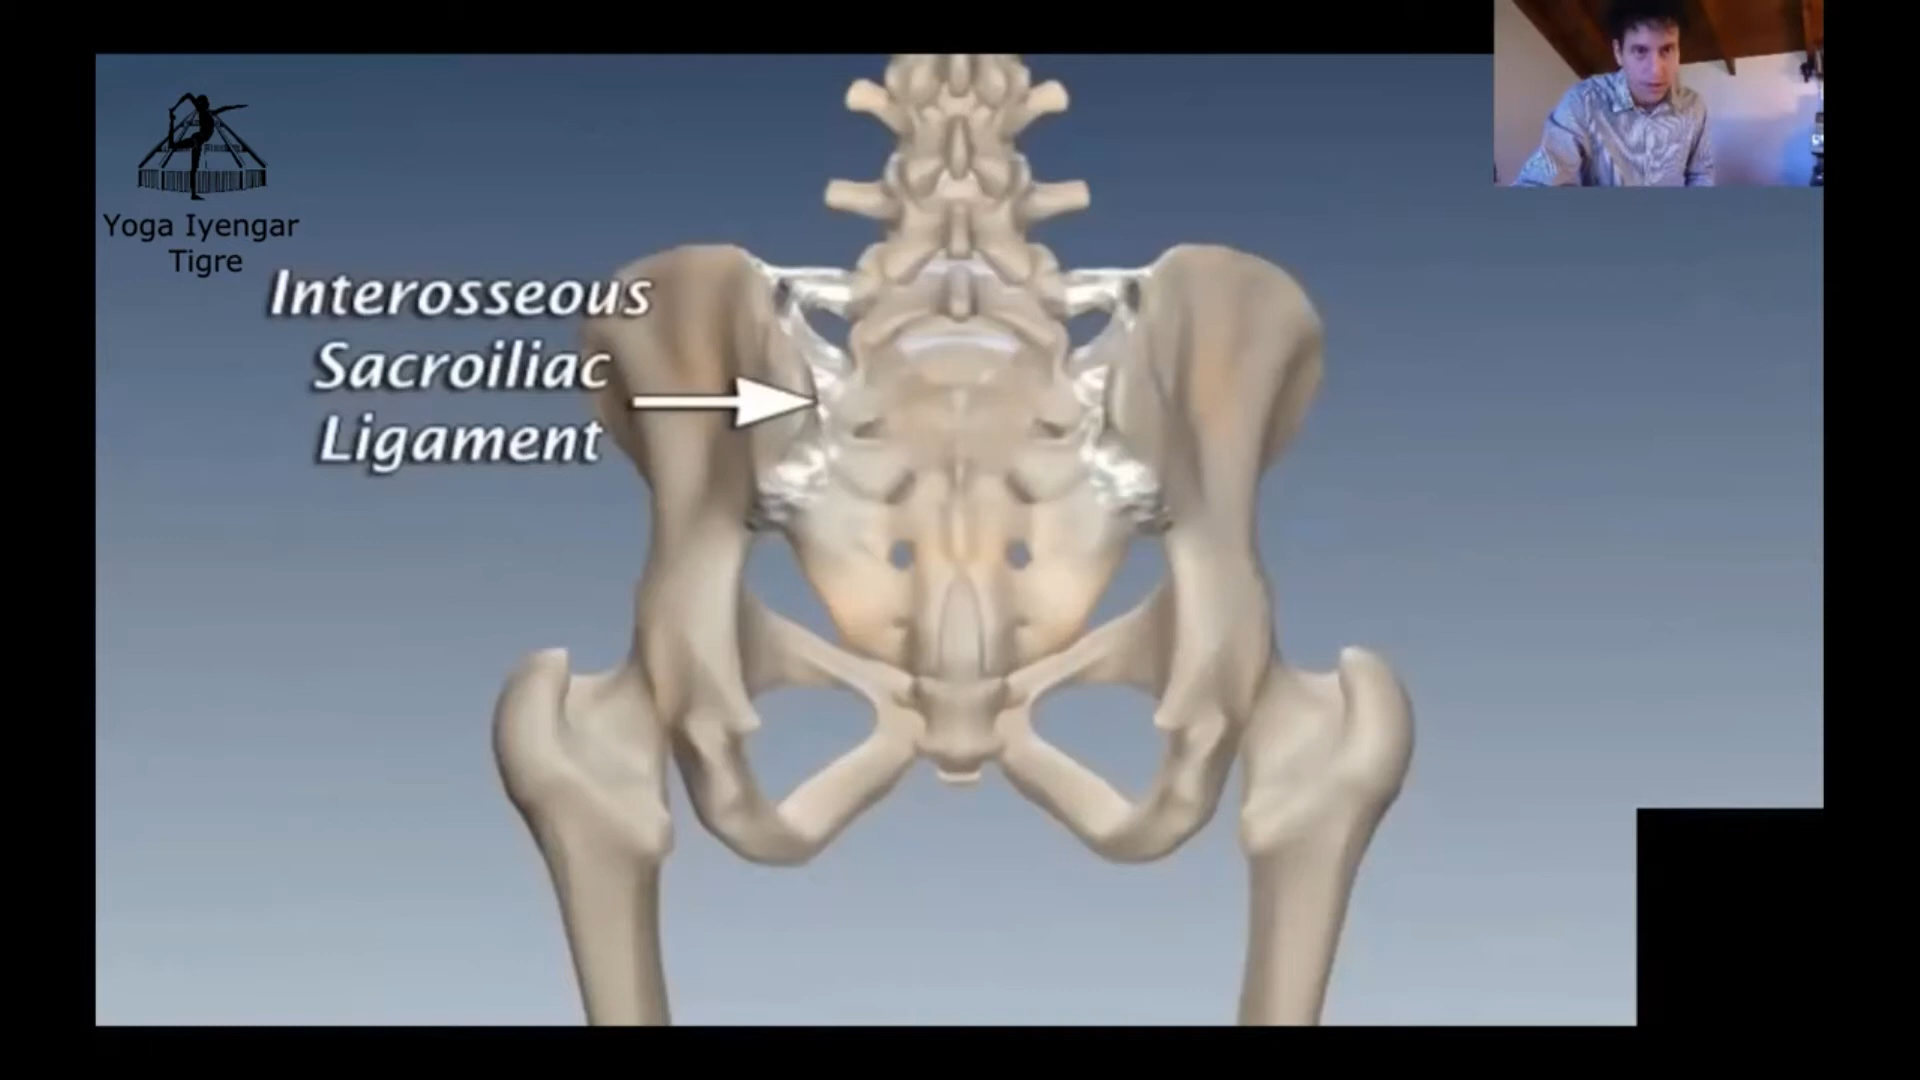 Yoga Iyengar
Tigre
Interosseous
Sacroiliac
Ligament